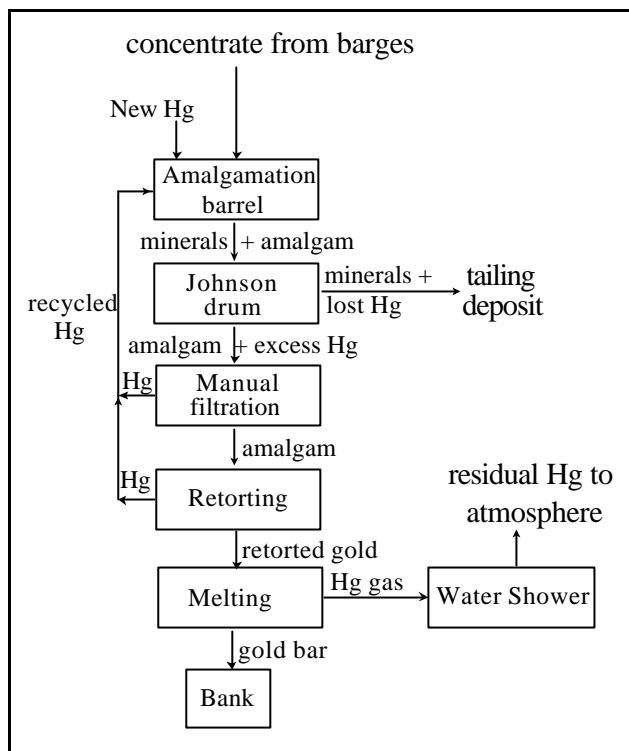 concentrate from barges
New Hg
Amalgamation
barrel
minerals + amalgam
Johnson
drum
minerals +
lost Hg
tailing
deposit
recycled
Hg
amalgam + excess Hg
Hg
Manual
filtration
amalgam
Hg
Retorting
residual Hg to
atmosphere
retorted gold
Melting
Hg gas
Water Shower
gold bar
Bank